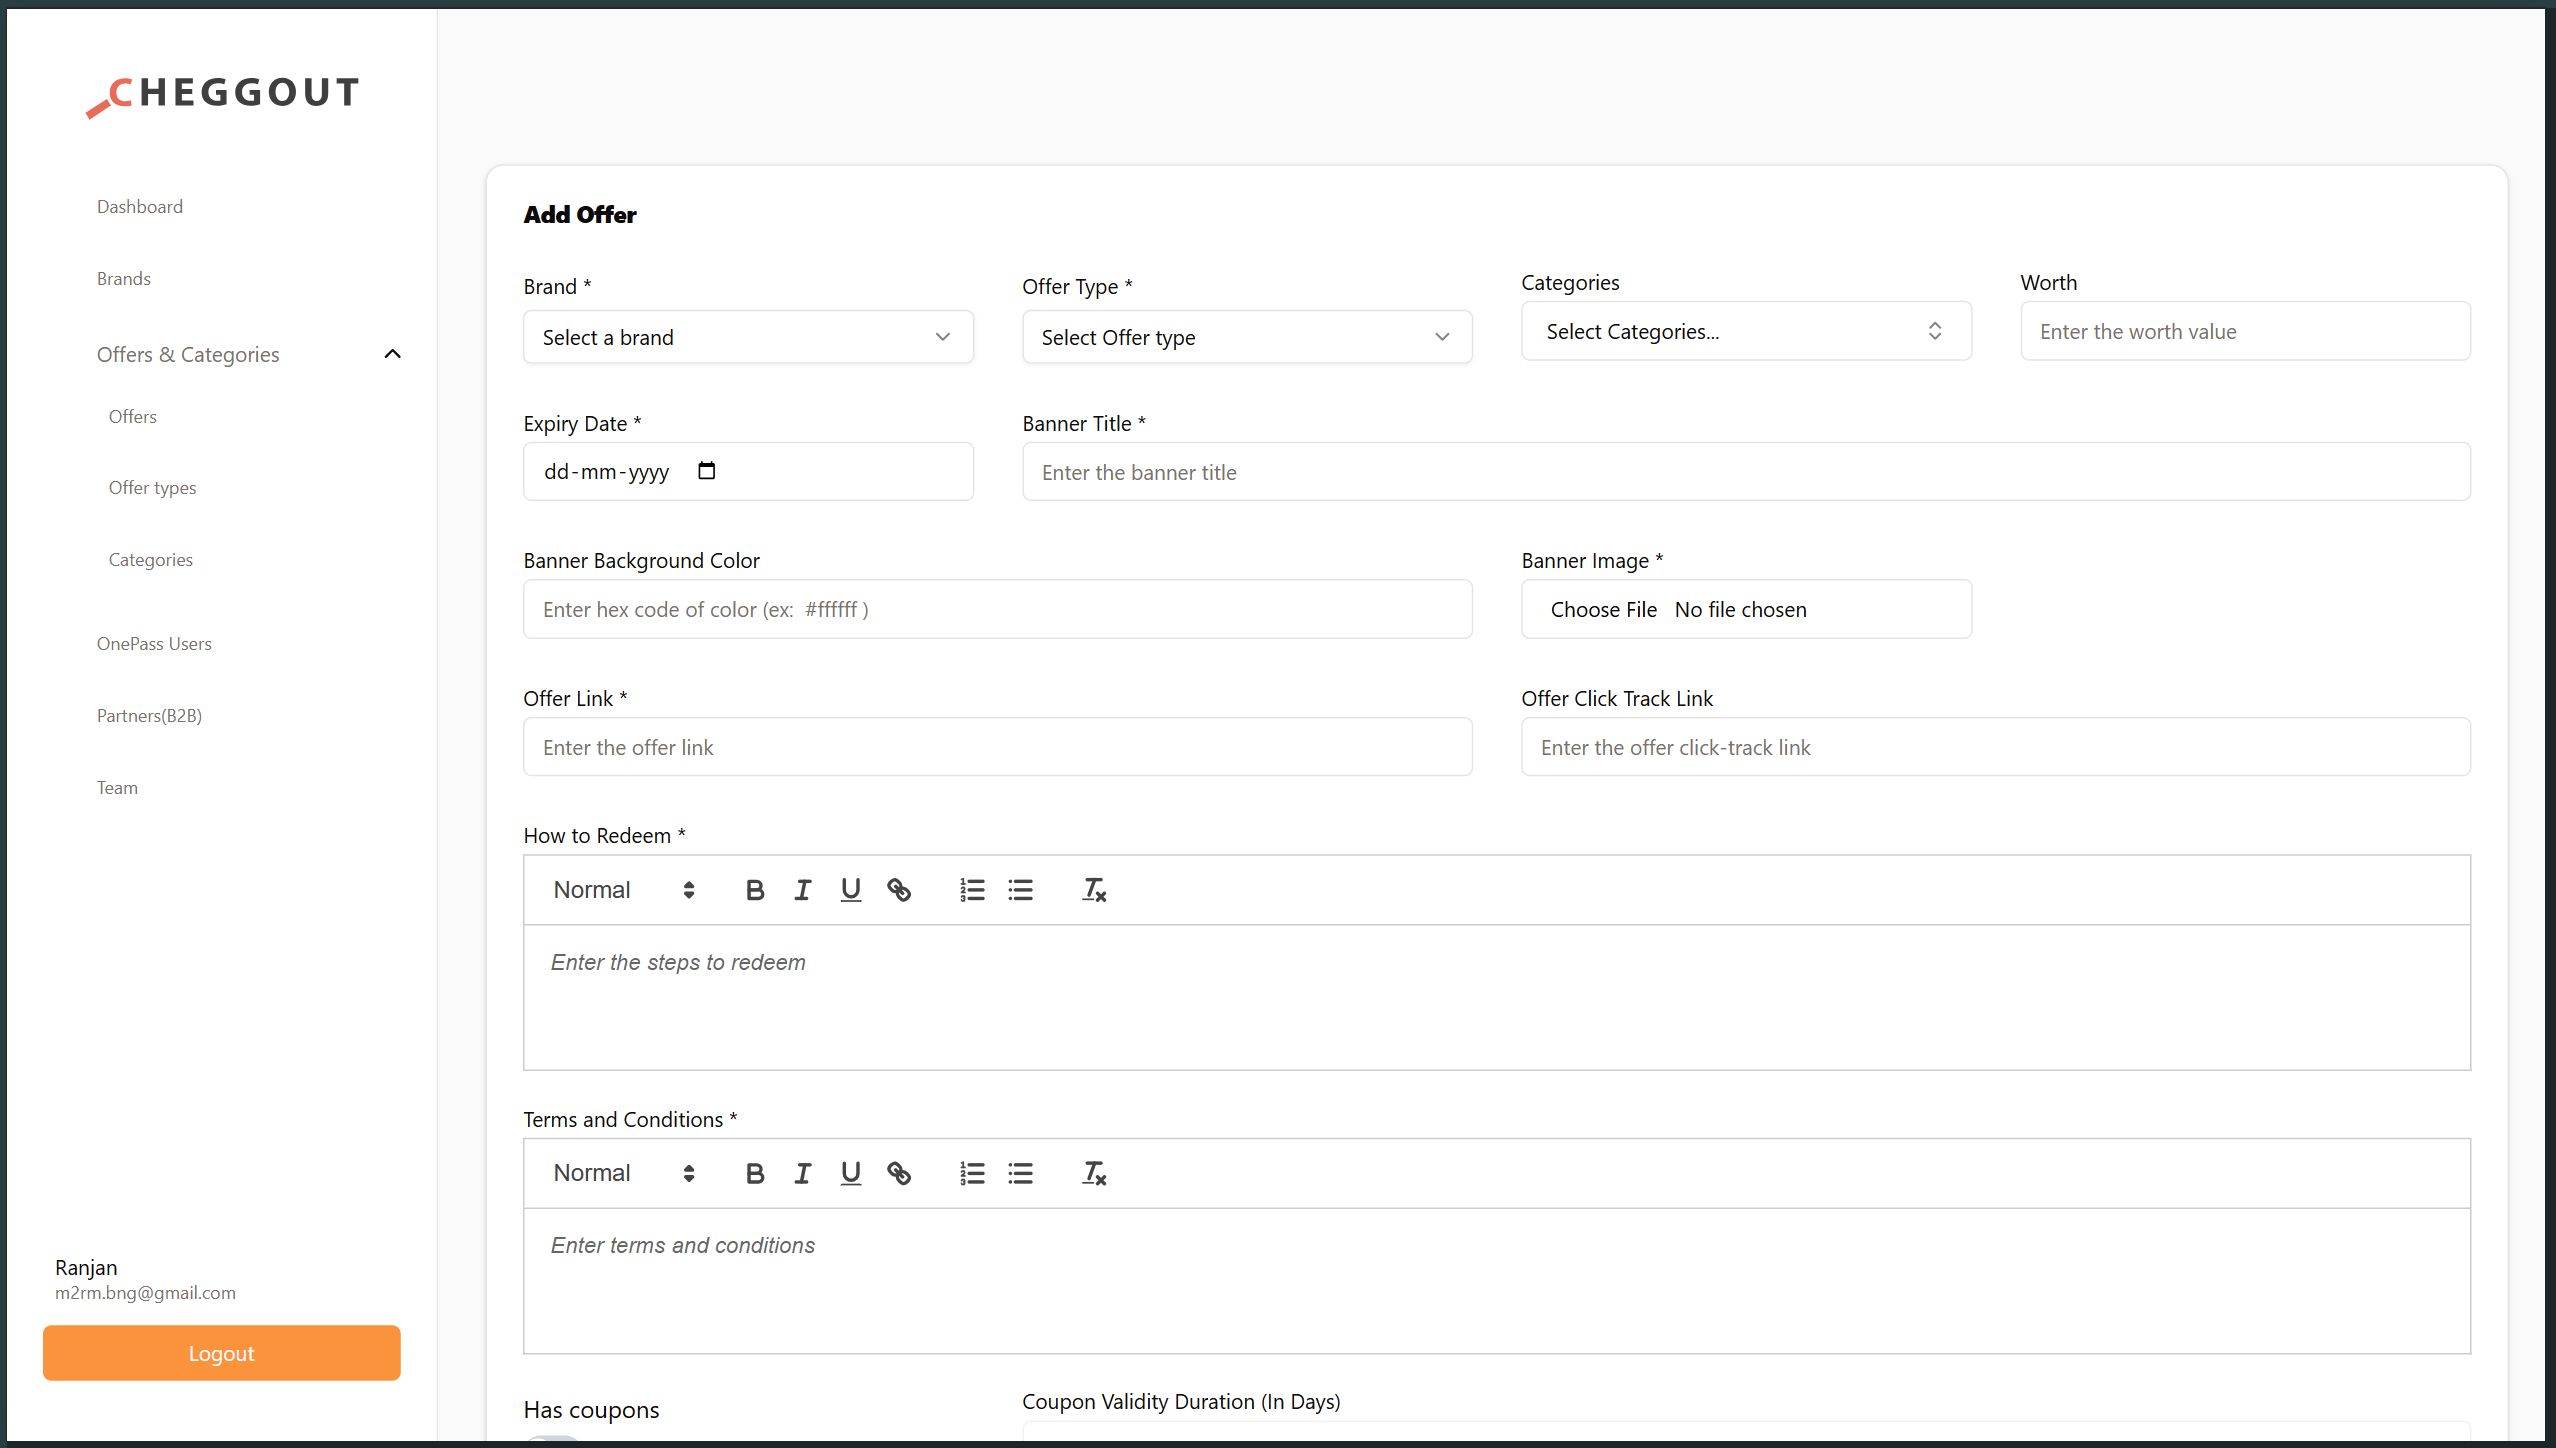 CHEGGOUT
Dashboard
Brands
Offers & Categories
Offers
Offer types
Categories
OnePass Users
Partners(B2B)
Team
Ranjan
m2rm.bng@gmail.com
Logout
Add Offer
Brand * Offer Type * Categories Worth
Select a brand Select Offer type Select Categories... Enter the worth value
Expiry Date * Banner Title *
dd-mm-yyyy Enter the banner title
Banner Background Color Banner Image *
Enter hex code of color (ex: #ffffff ) Choose File No file chosen
Offer Link * Offer Click Track Link
Enter the offer link Enter the offer click-track link
How to Redeem *
Normal
Enter the steps to redeem
Terms and Conditions *
Normal
Enter terms and conditions
Has coupons Coupon Validity Duration (In Days)